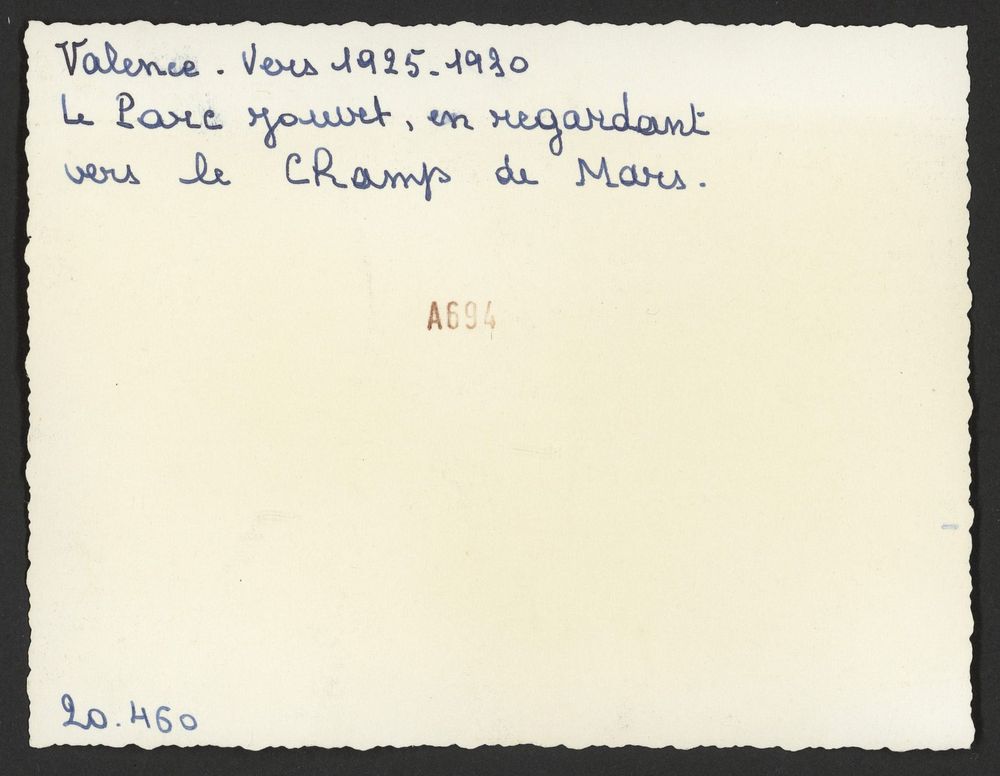 Valence. Vers 1925-1930
Le Parc Jouvet, en regardant
vers le Champ de Mars.
A694
20.460